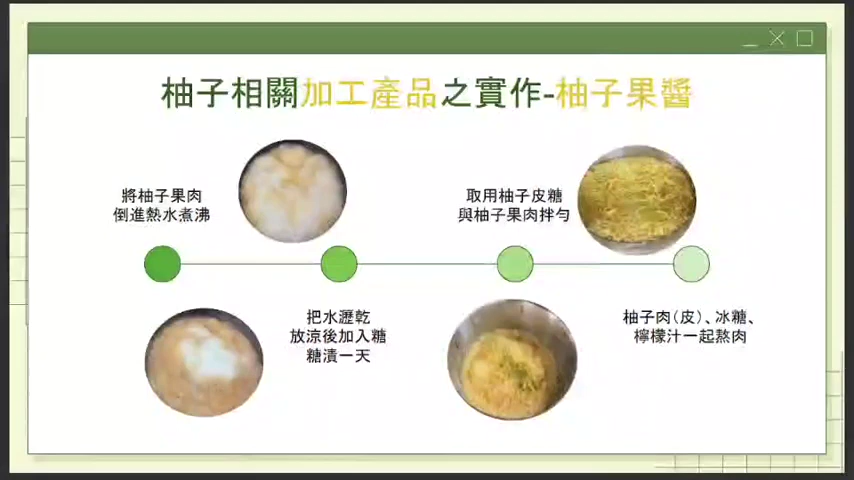 柚子相關加工產品之實作-柚子果醬
將柚子果肉
倒進熱水煮沸
把水瀝乾
放涼後加入糖
糖漬一天
取用柚子皮糖
與柚子果肉拌勻
柚子肉(皮)、冰糖、
檸檬汁一起熬肉